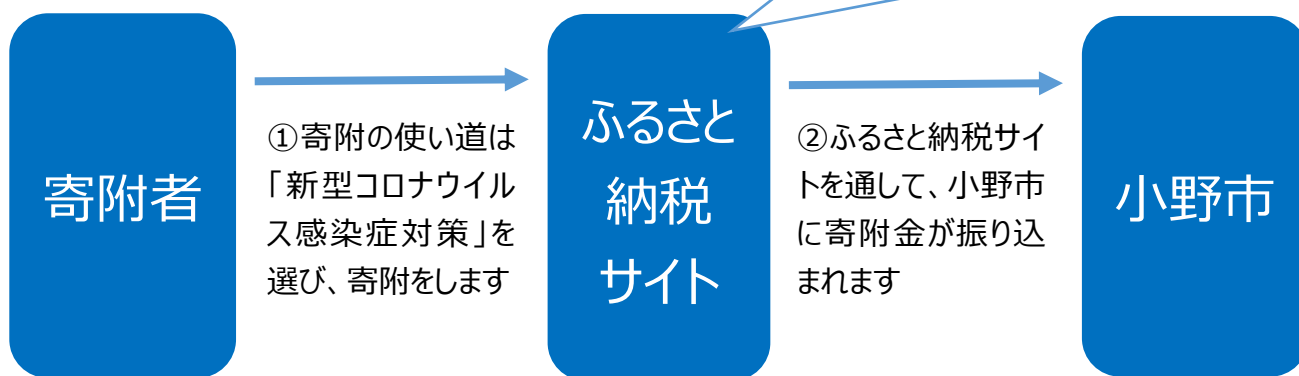 寄附者
①寄附の使い道は
「新型コロナウイル
ス感染症対策」を
選び、寄附をします
ふるさと
納税
サイト
②ふるさと納税サイ
トを通して、小野市
に寄附金が振り込
まれます
小野市